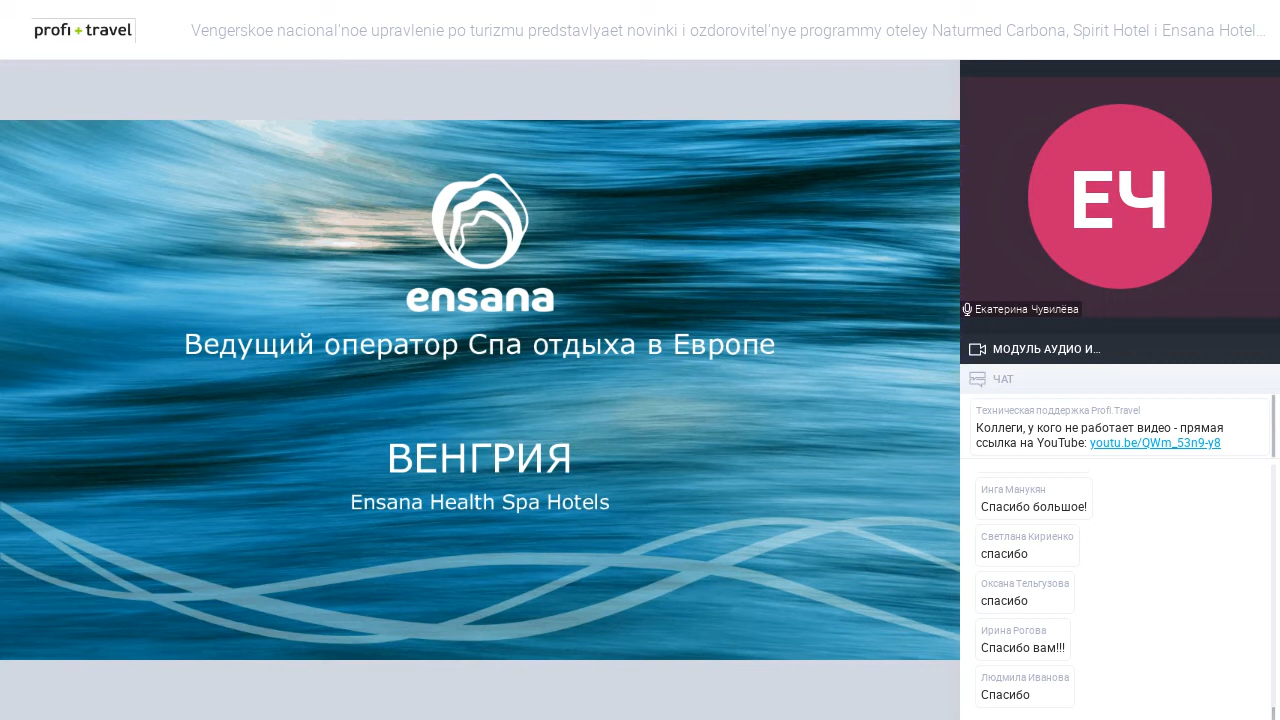 profi + travel
Vengerskoe nacional'noe upravlenie po turizmu predstavlyaet novinki i ozdorovitel'nye programmy oteley Naturmed Carbona, Spirit Hotel i Ensana Hotel...
ensana
Ведущий оператор Спа отдыха в Европе
ВЕНГРИЯ
Ensana Health Spa Hotels
ЕЧ
Екатерина Чувилёва
МОДУЛЬ АУДИО И...
ЧАТ
Техническая поддержка Profi.Travel
Коллеги, у кого не работает видео - прямая
ссылка на YouTube: youtu.be/QWm_53n9-y8
Инга Манукян
Спасибо большое!
Светлана Кириенко
спасибо
Оксана Тельгузова
спасибо
Ирина Рогова
Спасибо вам!!!
Людмила Иванова
Спасибо